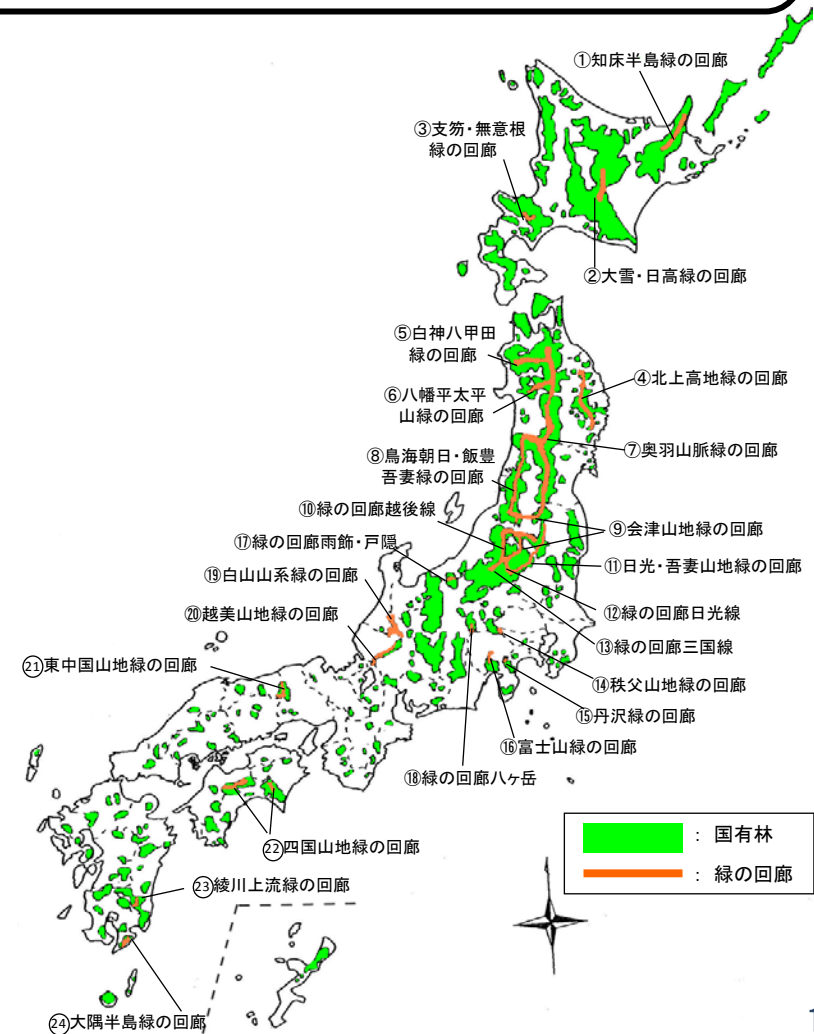 ①知床半島緑の回廊
③支笏・無意根
緑の回廊
②大雪・日高緑の回廊
⑤白神八甲田
緑の回廊
④北上高地緑の回廊
⑥八幡平太平
山緑の回廊
⑦奥羽山脈緑の回廊
⑧鳥海朝日・飯豊
吾妻緑の回廊
⑩緑の回廊越後線
⑨会津山地緑の回廊
⑰緑の回廊雨飾・戸隠
⑪日光・吾妻山地緑の回廊
⑲白山山系緑の回廊
⑫緑の回廊日光線
⑳越美山地緑の回廊
⑬緑の回廊三国線
㉑東中国山地緑の回廊
⑭秩父山地緑の回廊
⑮丹沢緑の回廊
⑯富士山緑の回廊
⑱緑の回廊八ヶ岳
㉒四国山地緑の回廊
㉓綾川上流緑の回廊
㉔大隅半島緑の回廊
：国有林
：緑の回廊